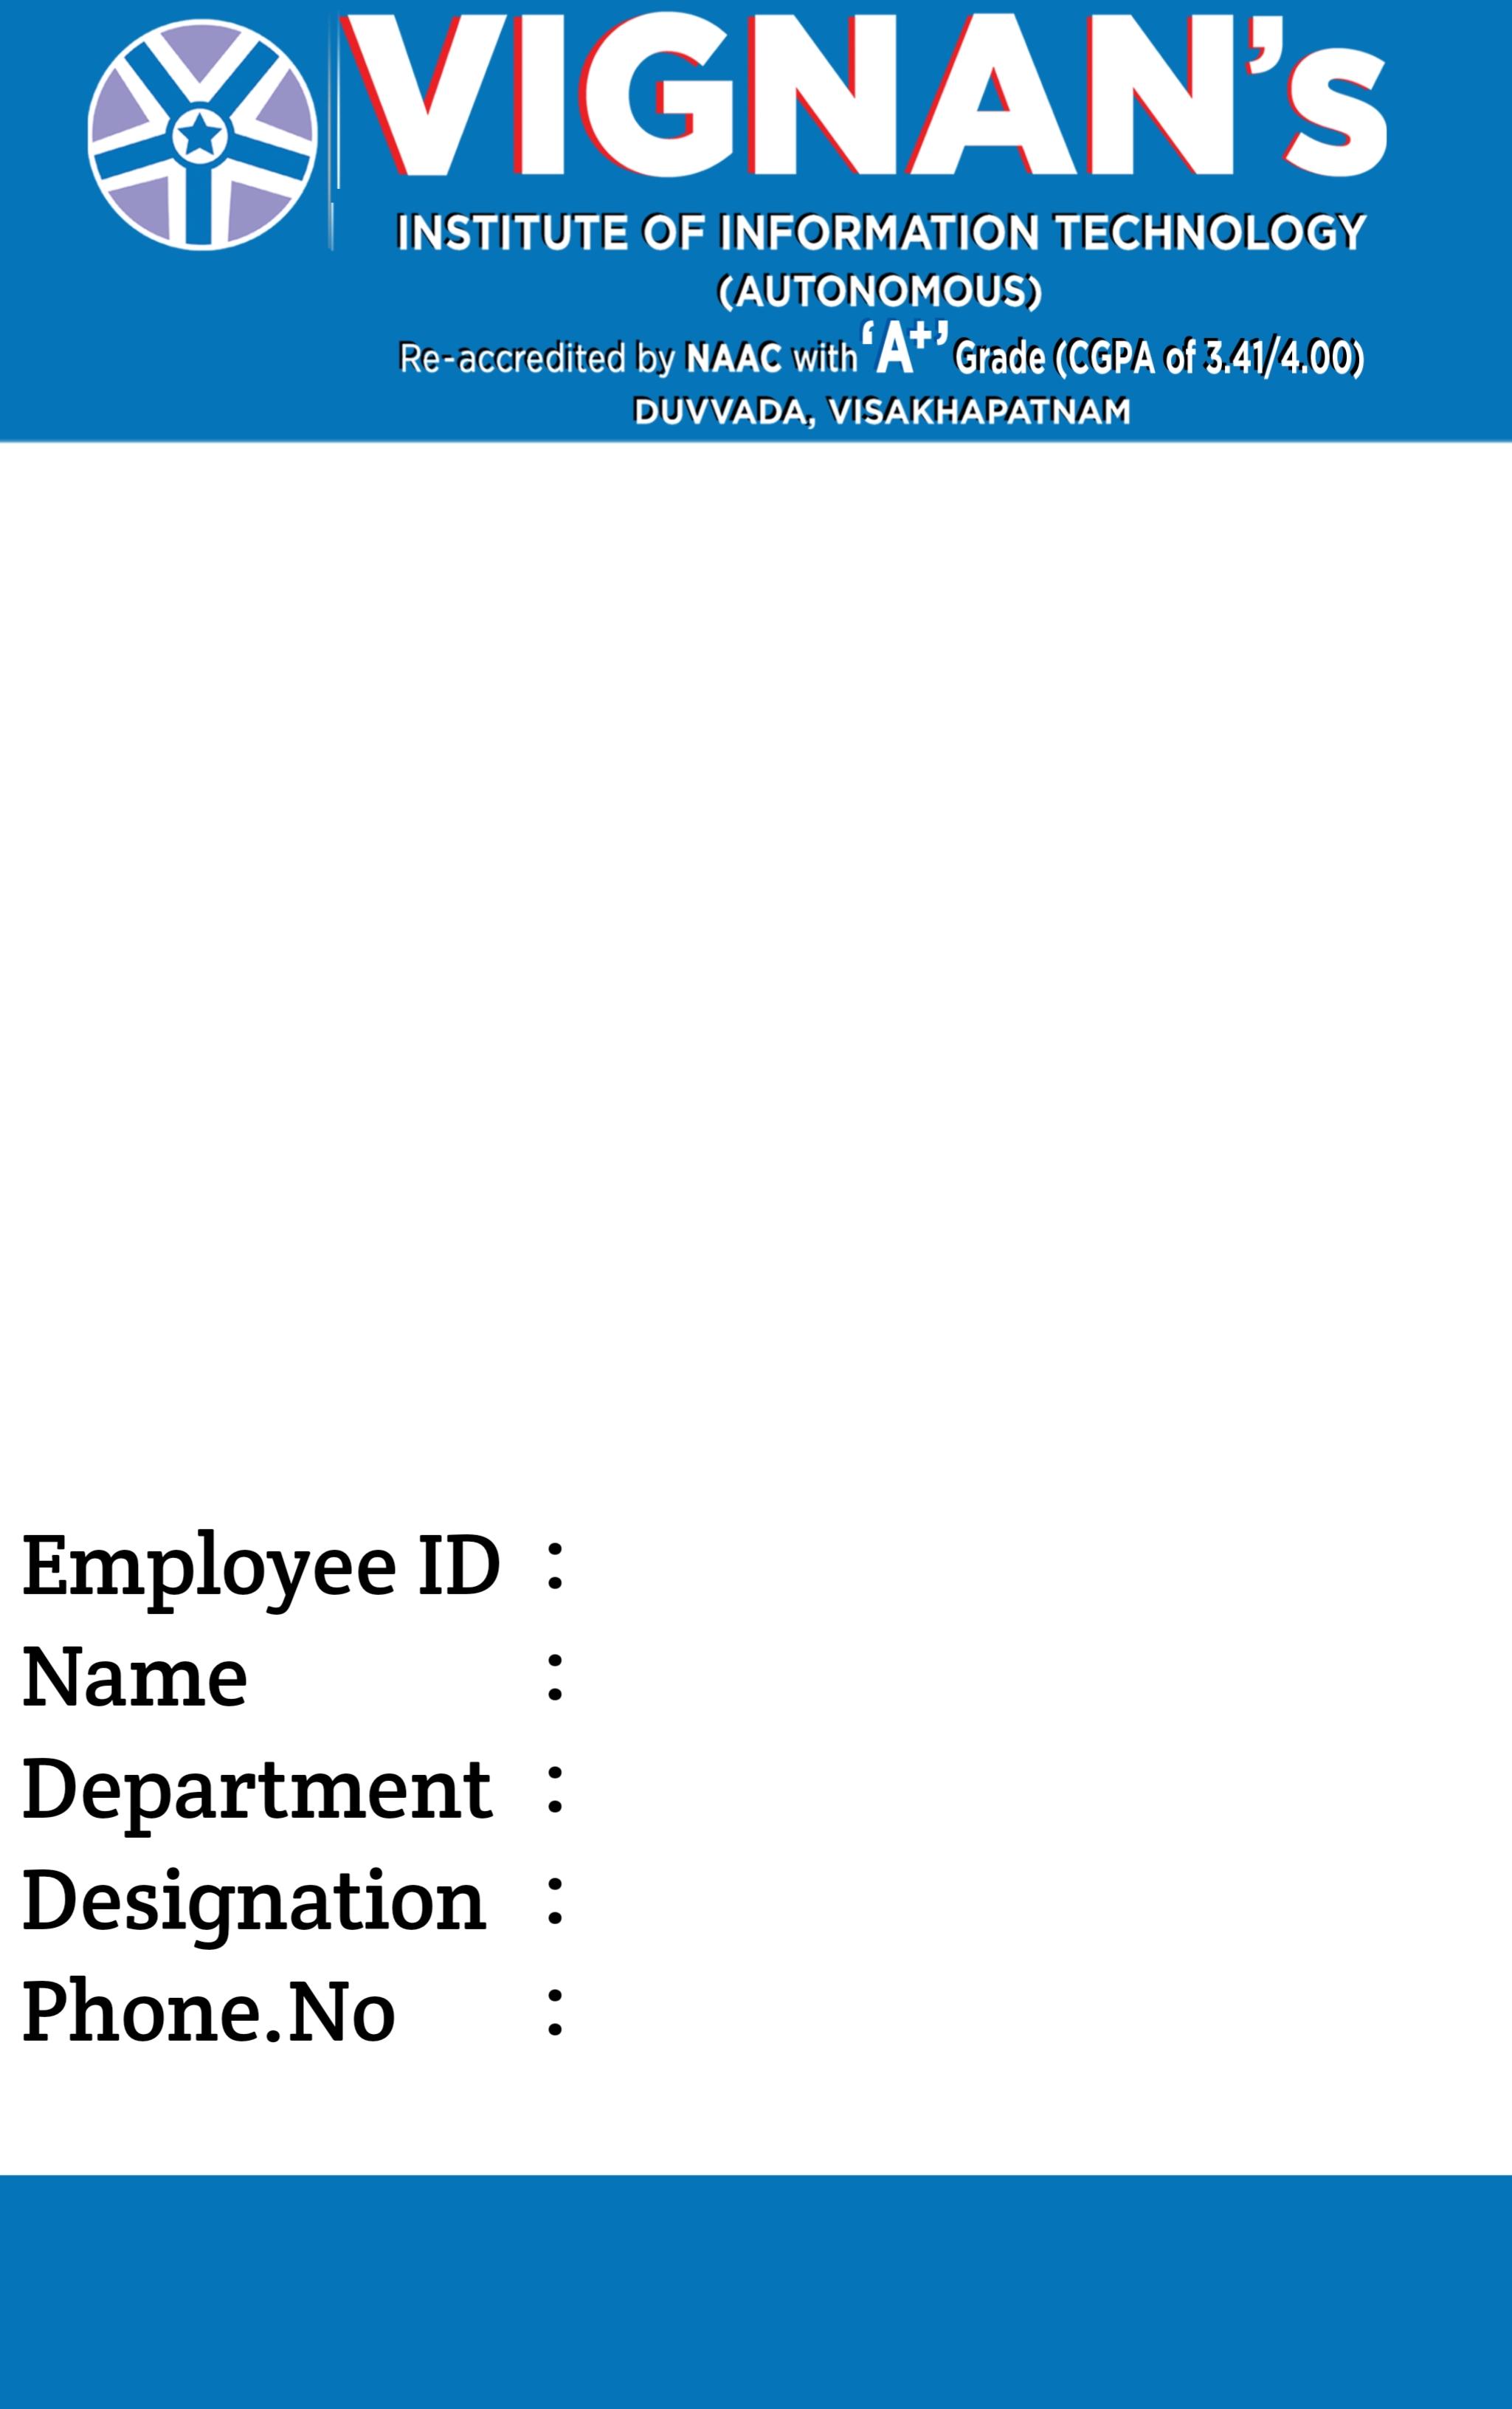 VIGNAN's
INSTITUTE OF INFORMATION TECHNOLOGY
(AUTONOMOUS)
Re-accredited by NAAC with ‘A+’ Grade (CGPA of 3.41/4.00)
DUVVADA, VISAKHAPATNAM
Employee ID :
Name :
Department :
Designation :
Phone.No :